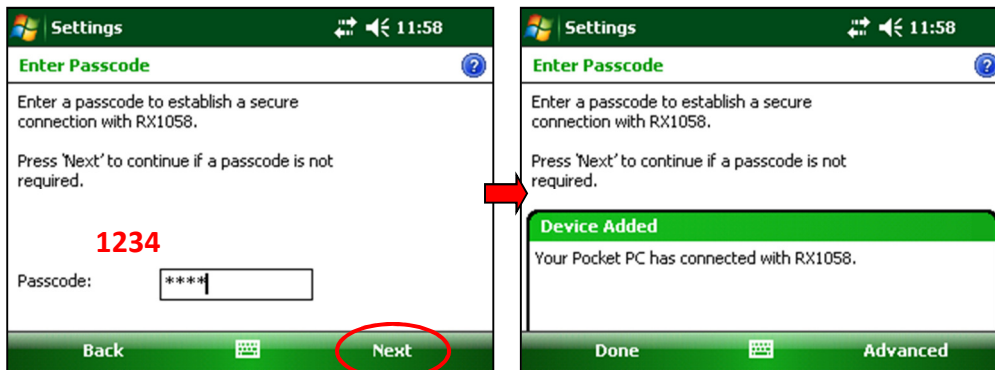 Settings 11:58
Enter Passcode
Enter a passcode to establish a secure
connection with RX1058.
Press 'Next' to continue if a passcode is not
required.
1234
Passcode: ****
Back Next
Settings 11:58
Enter Passcode
Enter a passcode to establish a secure
connection with RX1058.
Press 'Next' to continue if a passcode is not
required.
Device Added
Your Pocket PC has connected with RX1058.
Done Advanced